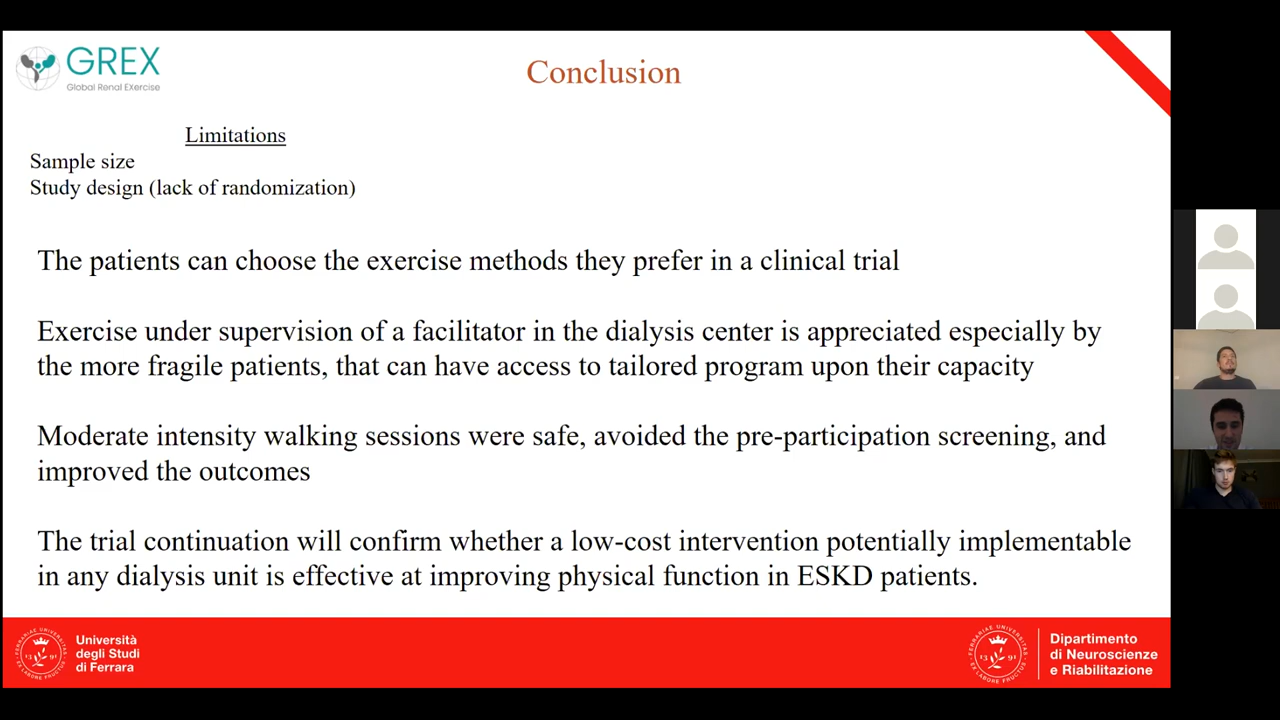 GREX
Global Renal Exercise
Conclusion
Limitations
Sample size
Study design (lack of randomization)
The patients can choose the exercise methods they prefer in a clinical trial
Exercise under supervision of a facilitator in the dialysis center is appreciated especially by
the more fragile patients, that can have access to tailored program upon their capacity
Moderate intensity walking sessions were safe, avoided the pre-participation screening, and
improved the outcomes
The trial continuation will confirm whether a low-cost intervention potentially implementable
in any dialysis unit is effective at improving physical function in ESKD patients.
Università
degli Studi
di Ferrara
Dipartimento
di Neuroscienze
e Riabilitazione